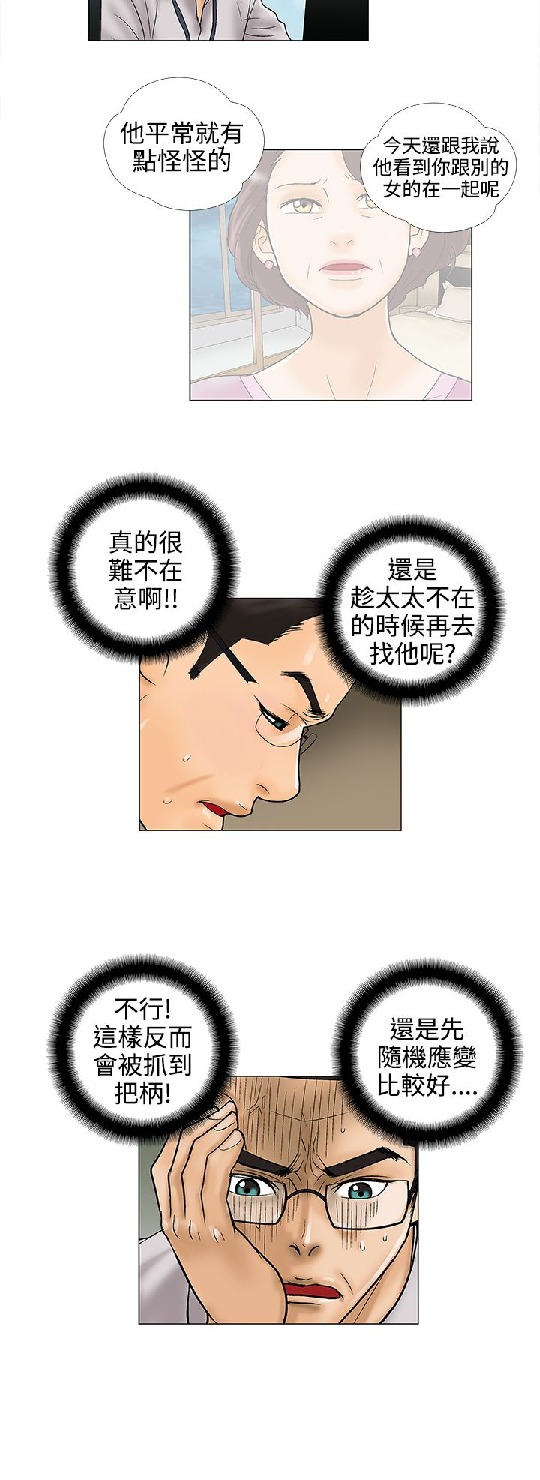 他平常就有
點怪怪的
今天還跟我說
他看到你跟別的
女的在一起呢
真的很
難不在
意啊!!
還是
趁太太不在
的時候再去
找他呢?
不行!
這樣反而
會被抓到
把柄!
還是先
隨機應變
比較好....